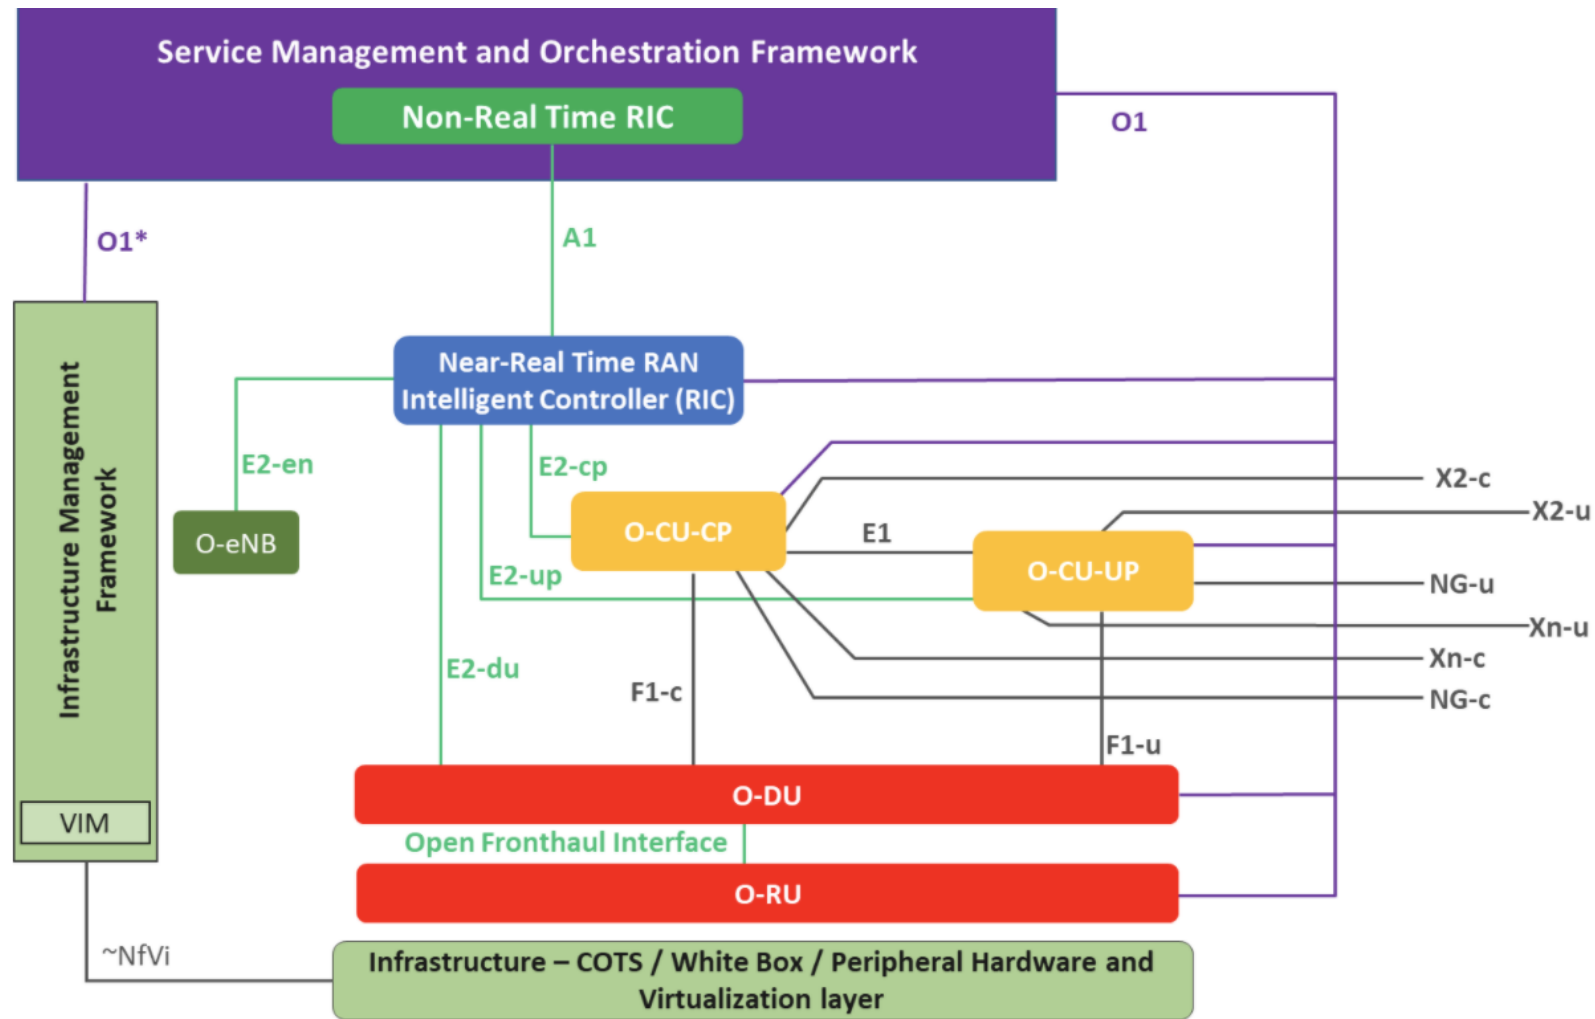 Service Management and Orchestration Framework
Non-Real Time RIC
O1
O1*
A1
Near-Real Time RAN
Intelligent Controller (RIC)
Infrastructure Management
Framework
E2-en
E2-cp
X2-c
X2-u
O-eNB
O-CU-CP
E1
O-CU-UP
E2-up
NG-u
Xn-u
Xn-c
E2-du
F1-c
NG-c
F1-u
O-DU
VIM
Open Fronthaul Interface
O-RU
~NfVi
Infrastructure – COTS / White Box / Peripheral Hardware and
Virtualization layer